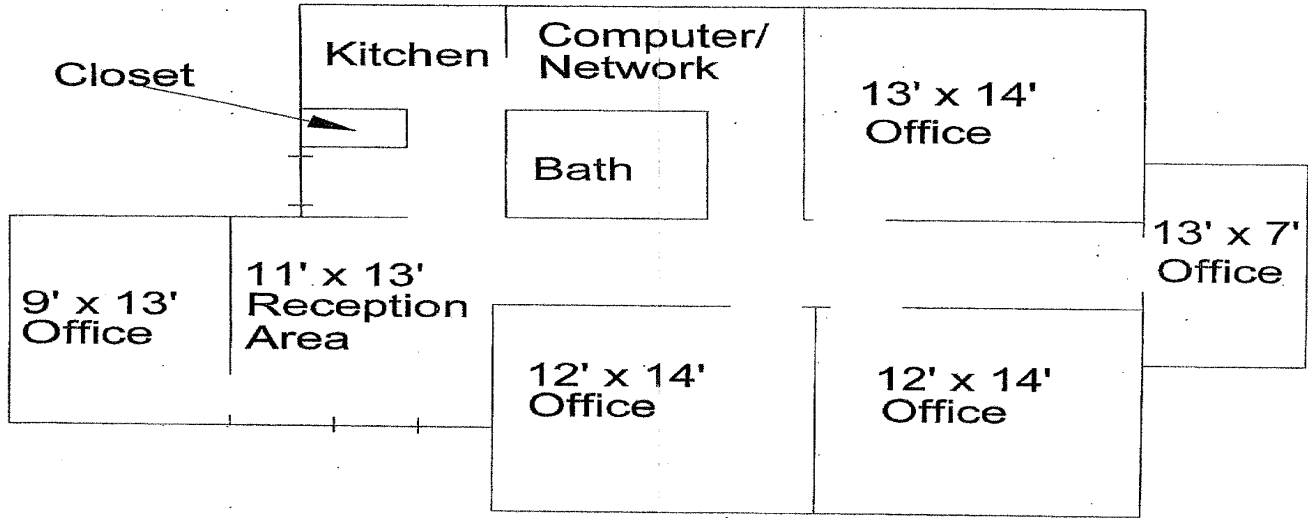 Closet
Kitchen
Computer/
Network
13' x 14'
Office
Bath
13' x 7'
Office
9' x 13'
Office
11' x 13'
Reception
Area
12' x 14'
Office
12' x 14'
Office